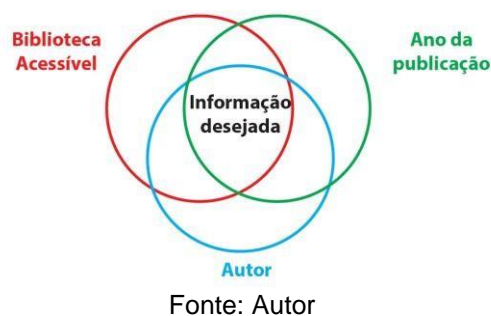 Biblioteca
Acessível
Ano da
publicação
Informação
desejada
Autor
Fonte: Autor